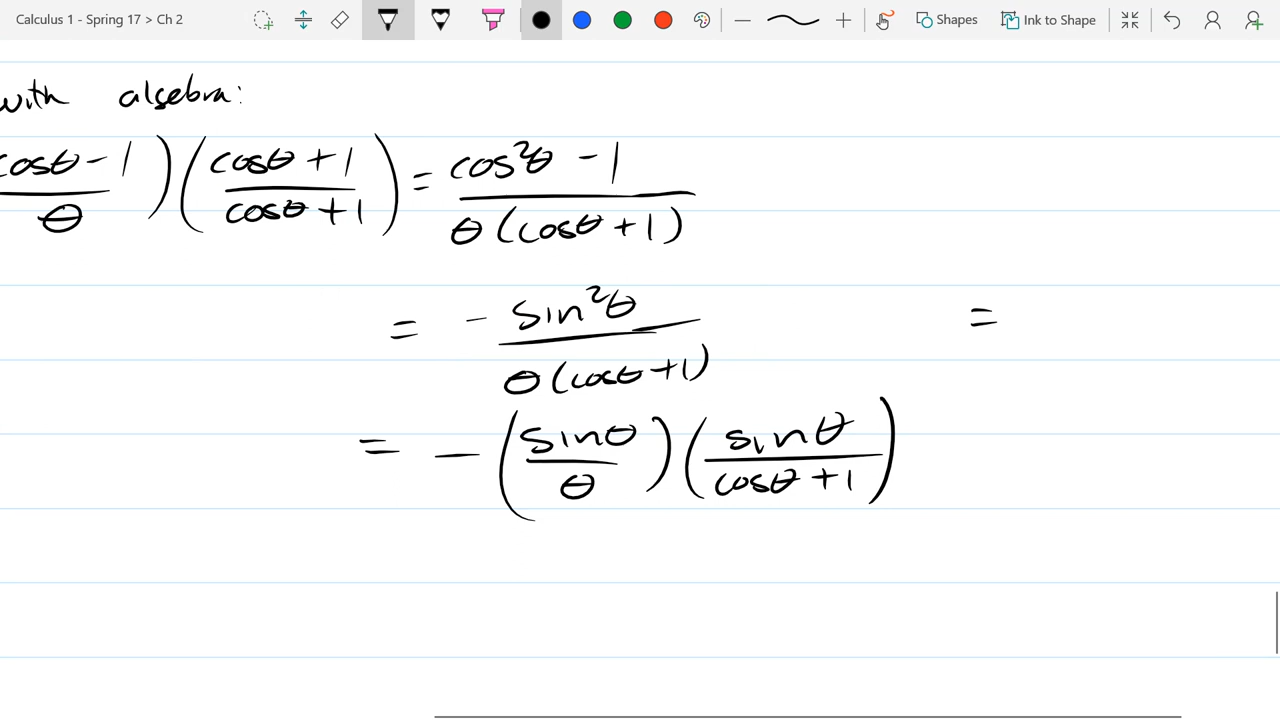 Calculus 1 - Spring 17 > Ch 2
Shapes
Ink to Shape
with algebra:
cosθ - 1 / θ ) ( cosθ + 1 / cosθ + 1 ) = cos²θ - 1 / θ (cosθ + 1)
= - sin²θ / θ (cosθ + 1) =
= - ( sinθ / θ ) ( sinθ / cosθ + 1 )